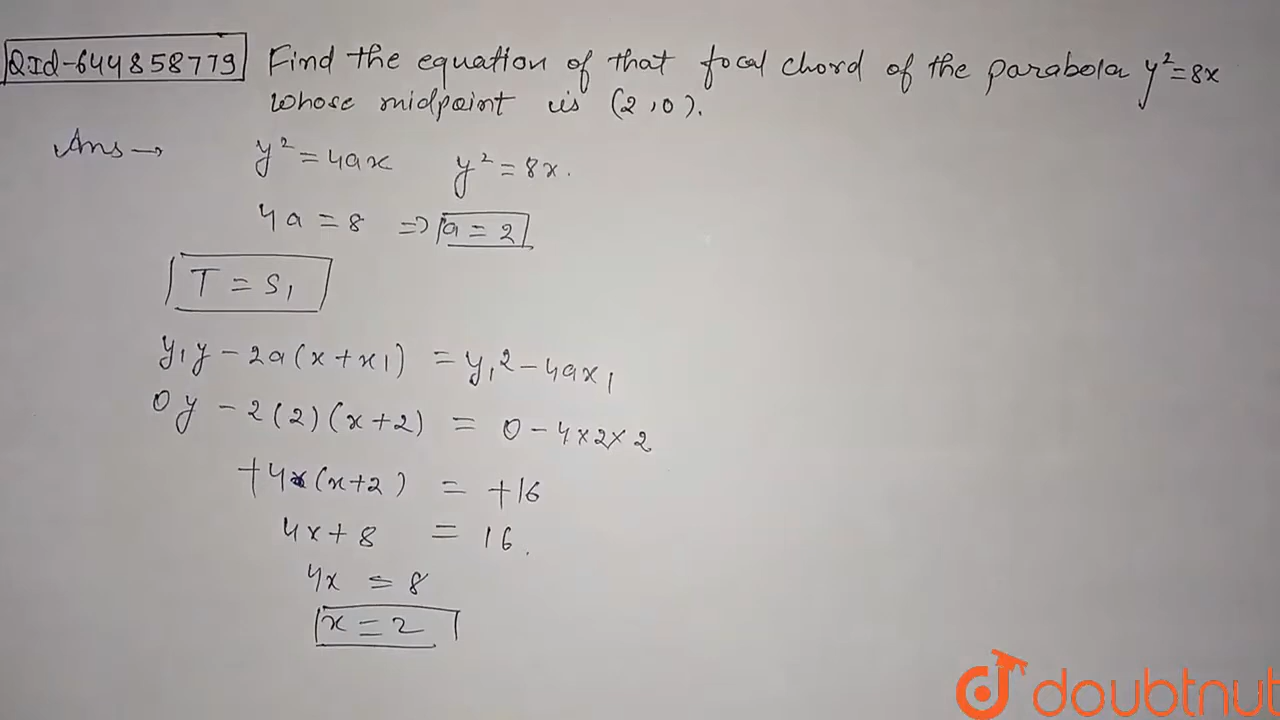 QId-644858779 Find the equation of that focal chord of the parabola y²=8x
whose midpoint is (2,0).
Ans→ y²=4ax y²=8x.
4a=8 ⇒ a=2
T=S₁
y₁y-2a(x+x₁) = y₁²-4ax₁
0y-2(2)(x+2) = 0-4×2×2
+4(x+2) = +16
4x+8 = 16.
4x = 8
x=2
doubtnut